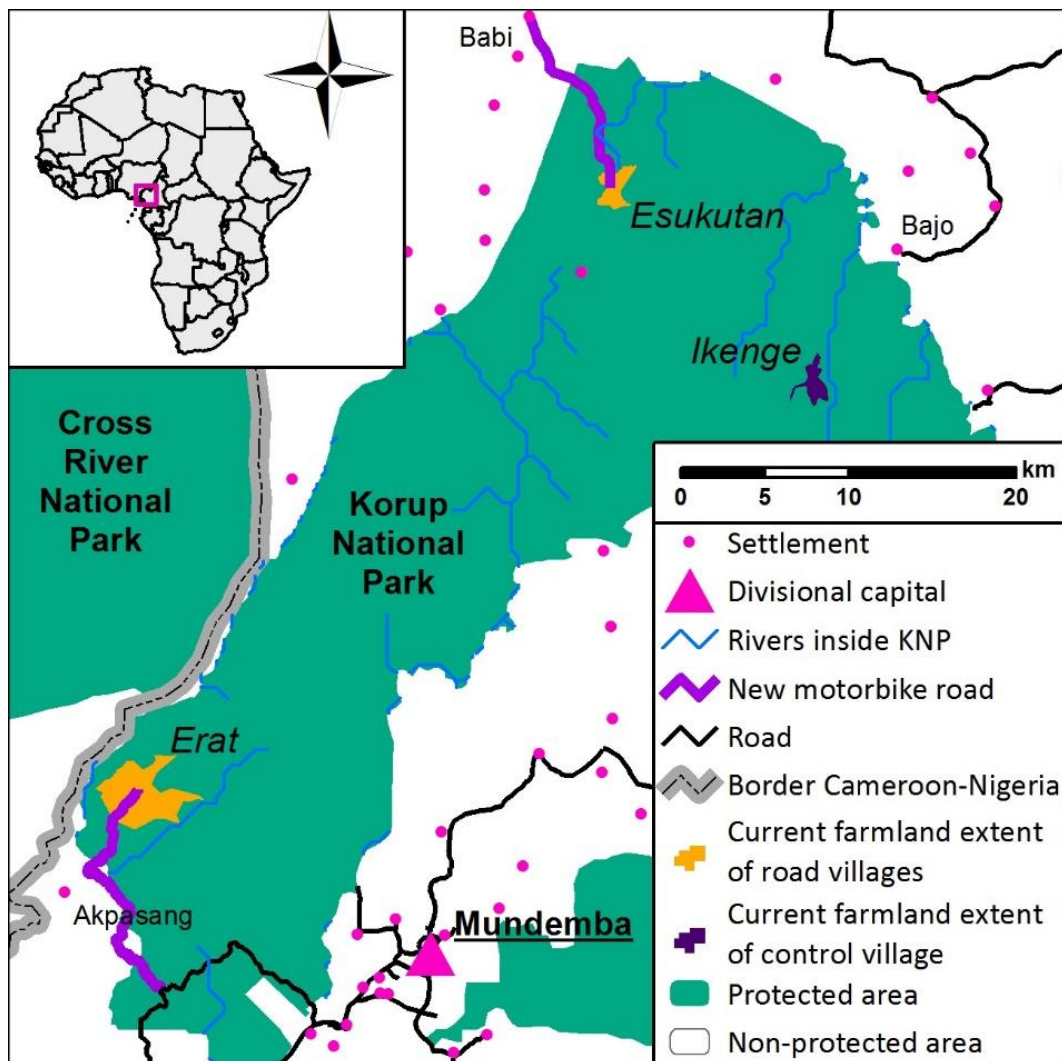 Babi
Esukutan
Bajo
Ikenge
Cross
River
National
Park
Korup
National
Park
Erat
Akpasang
Mundemba
km
0 5 10 20
Settlement
Divisional capital
Rivers inside KNP
New motorbike road
Road
Border Cameroon-Nigeria
Current farmland extent
of road villages
Current farmland extent
of control village
Protected area
Non-protected area